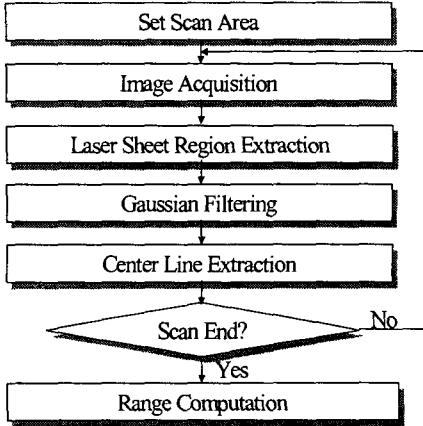 Set Scan Area
Image Acquisition
Laser Sheet Region Extraction
Gaussian Filtering
Center Line Extraction
Scan End?
No
Yes
Range Computation